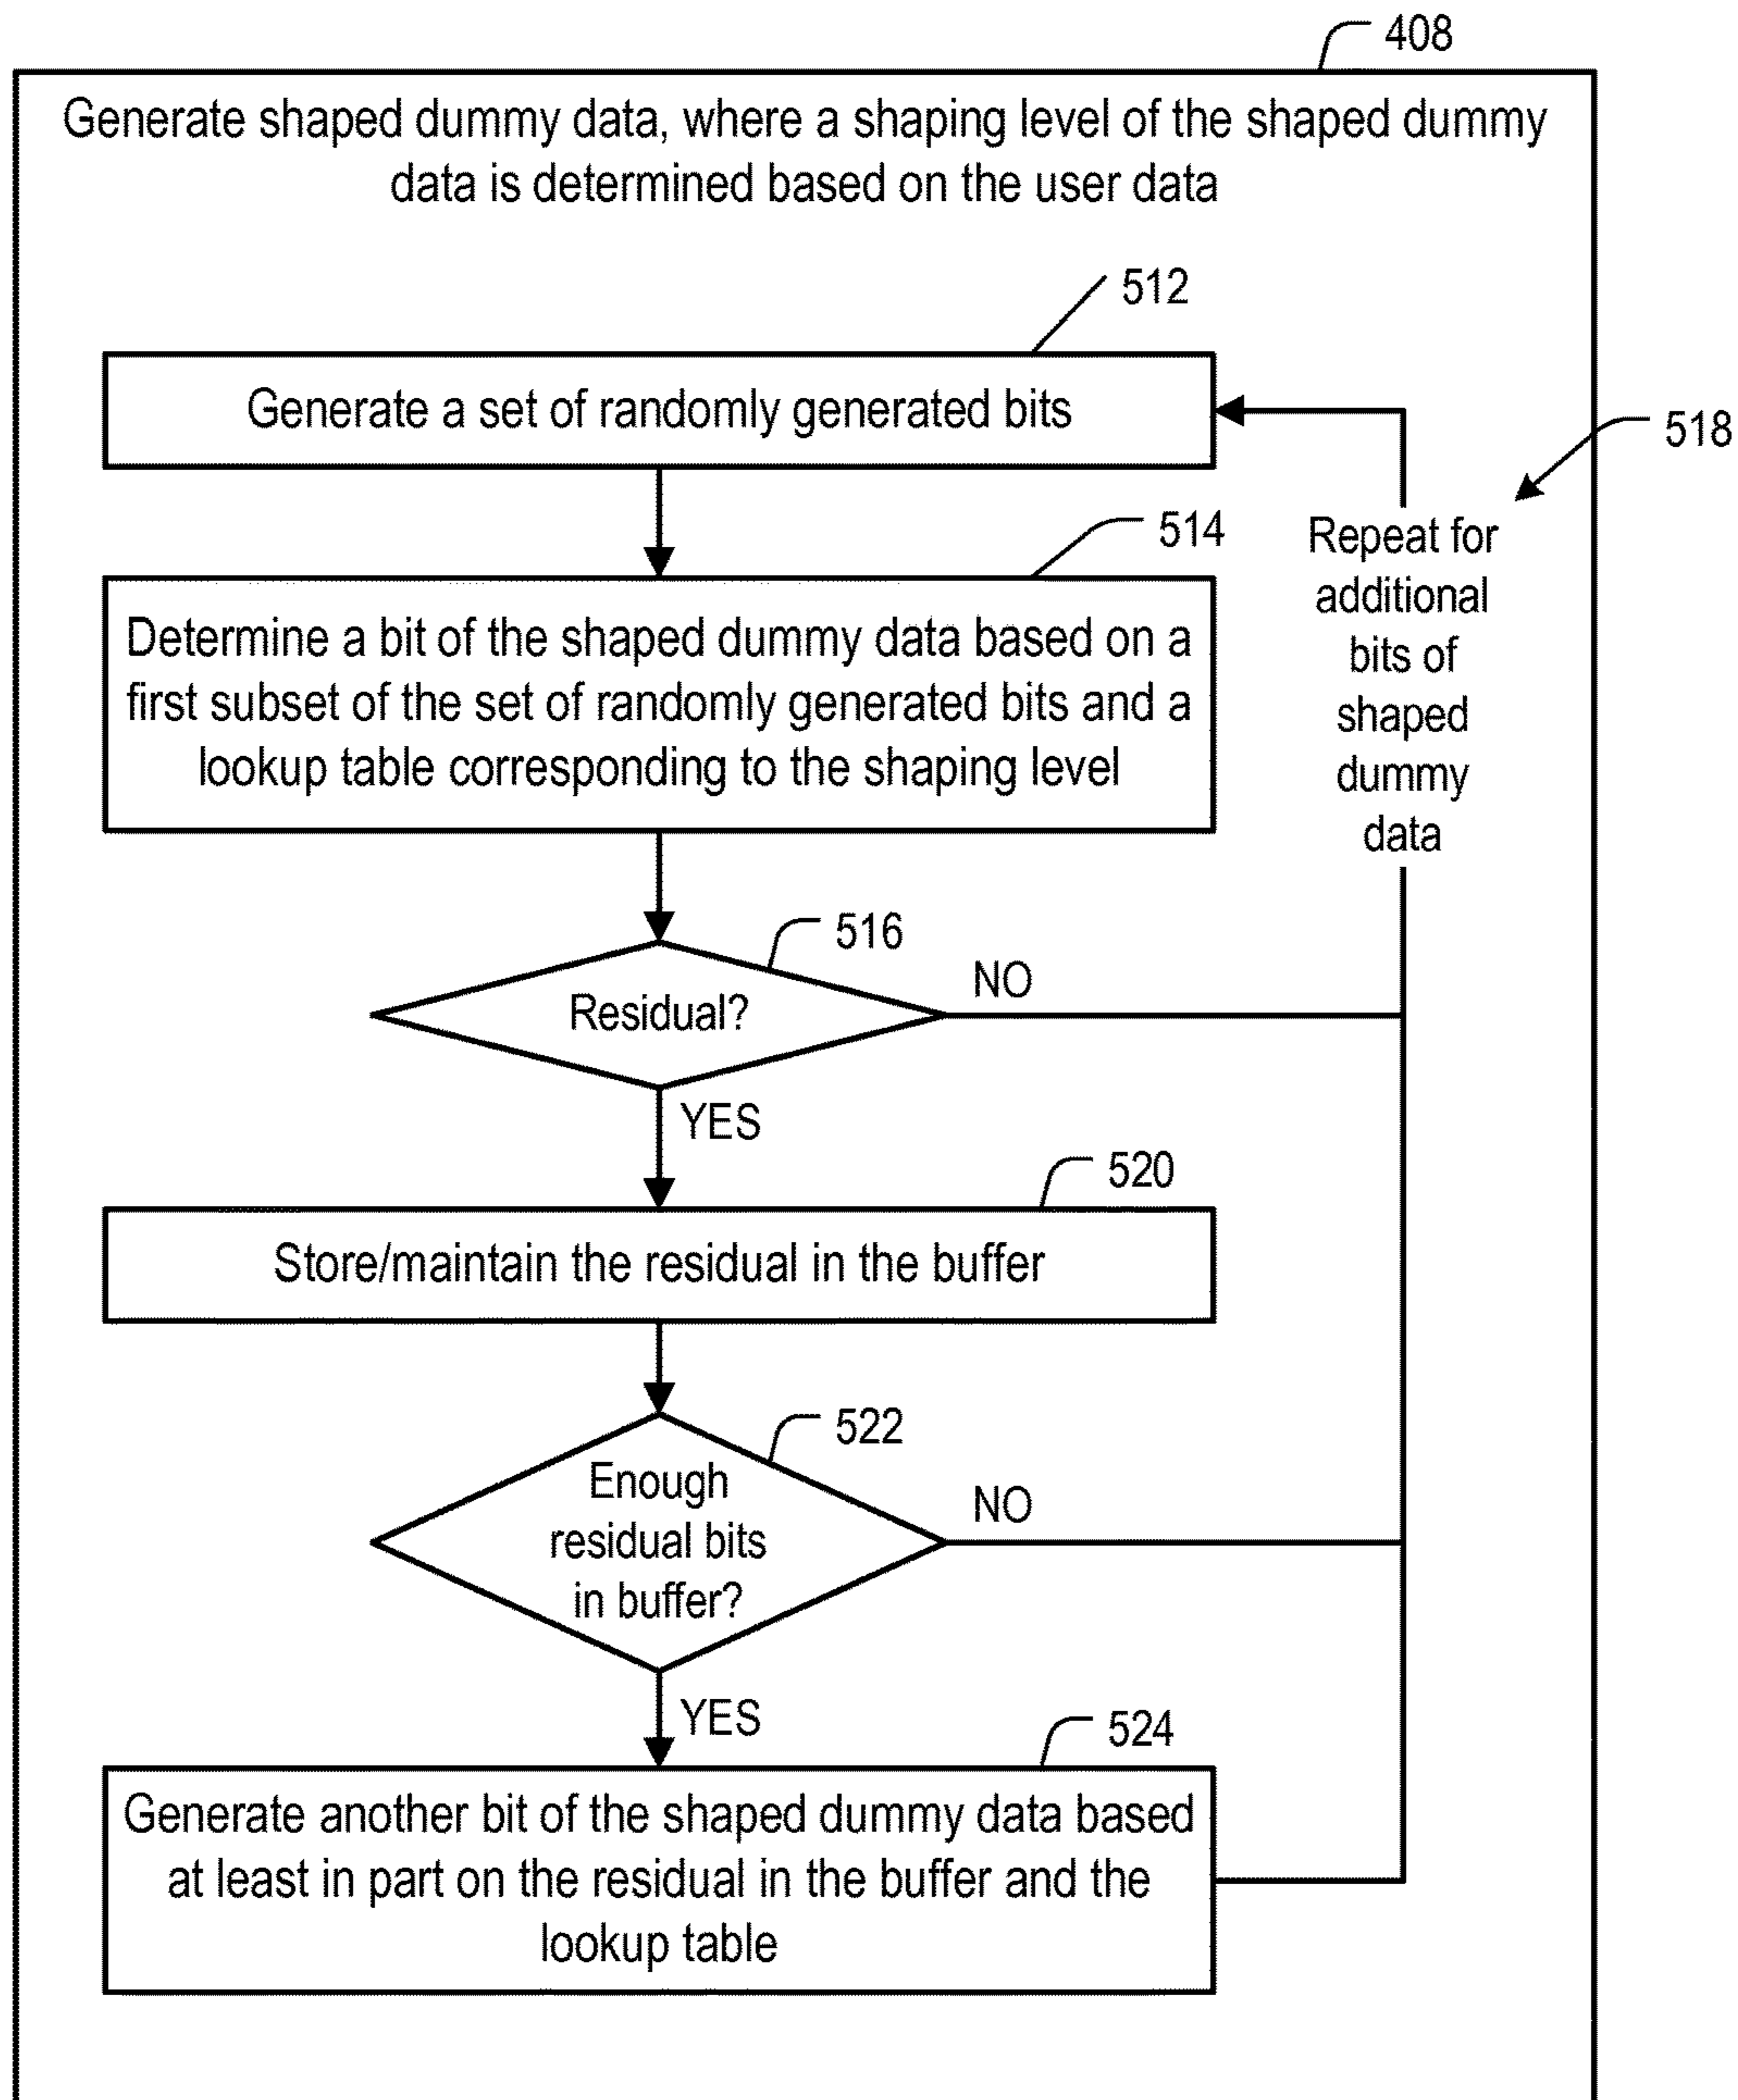 408
Generate shaped dummy data, where a shaping level of the shaped dummy
data is determined based on the user data
512
Generate a set of randomly generated bits
518
514
Repeat for
additional
bits of
shaped
dummy
data
Determine a bit of the shaped dummy data based on a
first subset of the set of randomly generated bits and a
lookup table corresponding to the shaping level
516
Residual?
NO
YES
520
Store/maintain the residual in the buffer
522
Enough
residual bits
in buffer?
NO
YES
524
Generate another bit of the shaped dummy data based
at least in part on the residual in the buffer and the
lookup table